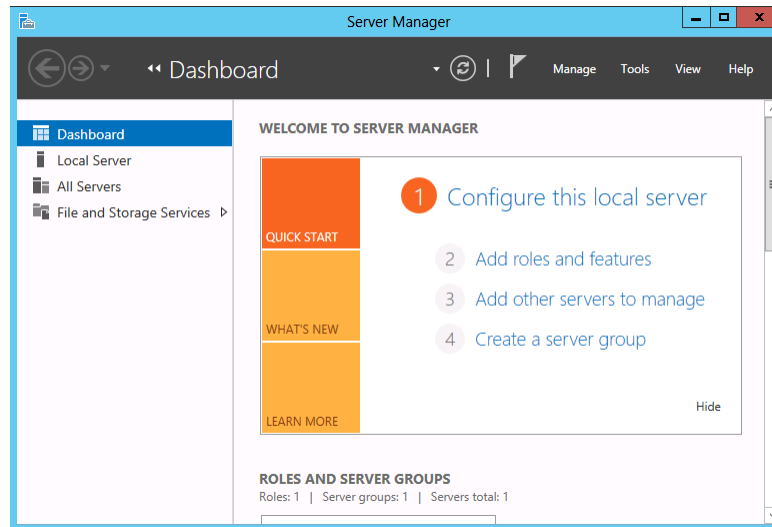 Server Manager
Dashboard
Manage Tools View Help
Dashboard
Local Server
All Servers
File and Storage Services
WELCOME TO SERVER MANAGER
QUICK START
WHAT'S NEW
LEARN MORE
1 Configure this local server
2 Add roles and features
3 Add other servers to manage
4 Create a server group
Hide
ROLES AND SERVER GROUPS
Roles: 1 | Server groups: 1 | Servers total: 1